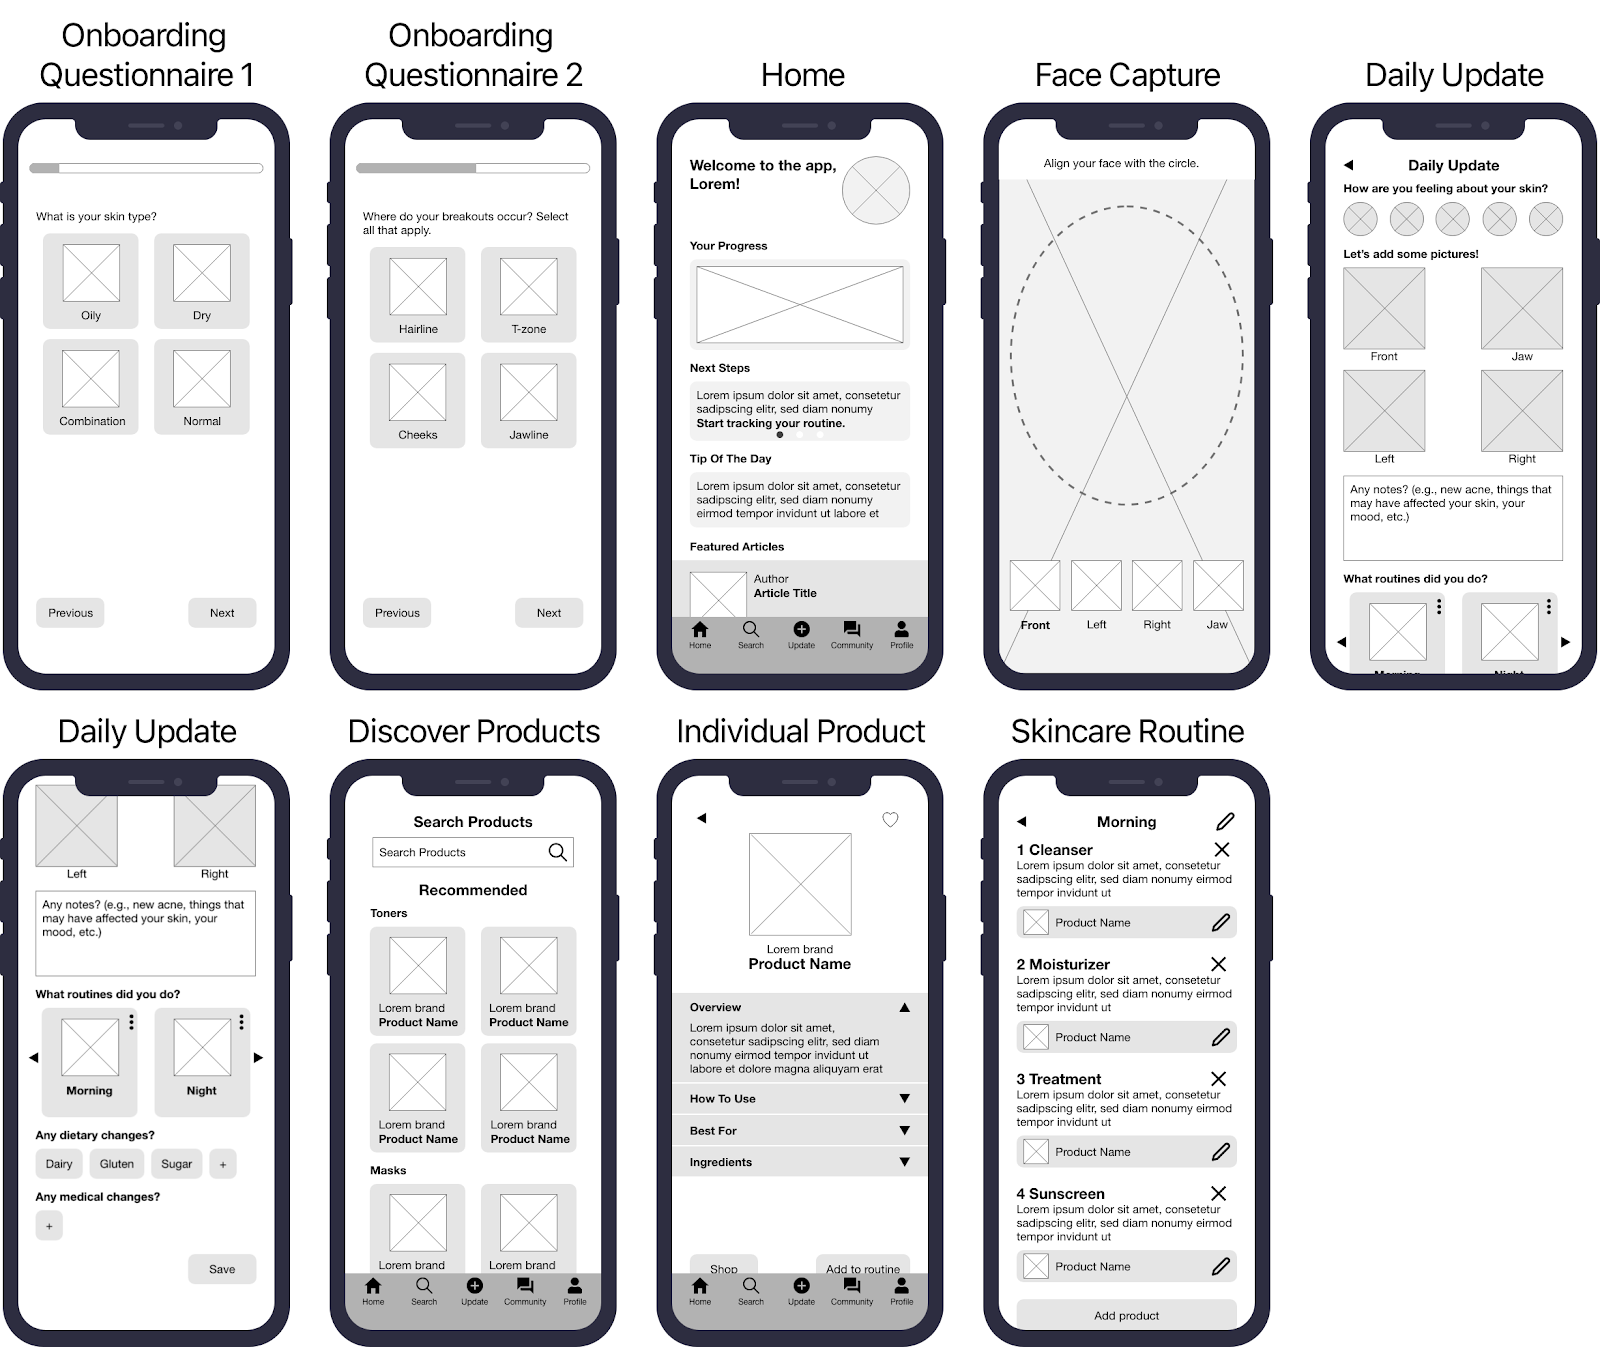 Onboarding
Questionnaire 1
What is your skin type?
Oily
Dry
Combination
Normal
Previous
Next
Onboarding
Questionnaire 2
Where do your breakouts occur? Select
all that apply.
Hairline
T-zone
Cheeks
Jawline
Previous
Next
Home
Welcome to the app,
Lorem!
Your Progress
Next Steps
Lorem ipsum dolor sit amet, consetetur
sadipscing elitr, sed diam nonumy
Start tracking your routine.
Tip Of The Day
Lorem ipsum dolor sit amet, consetetur
sadipscing elitr, sed diam nonumy
eirmod tempor invidunt ut labore et
Featured Articles
Author
Article Title
Home
Search
Update
Community
Profile
Face Capture
Align your face with the circle.
Front
Left
Right
Jaw
Daily Update
Daily Update
How are you feeling about your skin?
Let's add some pictures!
Front
Jaw
Left
Right
Any notes? (e.g., new acne, things that
may have affected your skin, your
mood, etc.)
What routines did you do?
Morning
Night
Daily Update
Left
Right
Any notes? (e.g., new acne, things that
may have affected your skin, your
mood, etc.)
What routines did you do?
Morning
Night
Any dietary changes?
Dairy
Gluten
Sugar
+
Any medical changes?
+
Save
Discover Products
Search Products
Search Products
Recommended
Toners
Lorem brand
Product Name
Lorem brand
Product Name
Lorem brand
Product Name
Lorem brand
Product Name
Masks
Lorem brand
Lorem brand
Home
Search
Update
Community
Profile
Individual Product
Lorem brand
Product Name
Overview
Lorem ipsum dolor sit amet,
consetetur sadipscing elitr, sed diam
nonumy eirmod tempor invidunt ut
labore et dolore magna aliquyam erat
How To Use
Best For
Ingredients
Shop
Add to routine
Home
Search
Update
Community
Profile
Skincare Routine
Morning
1 Cleanser
Lorem ipsum dolor sit amet, consetetur
sadipscing elitr, sed diam nonumy eirmod
tempor invidunt ut
Product Name
2 Moisturizer
Lorem ipsum dolor sit amet, consetetur
sadipscing elitr, sed diam nonumy eirmod
tempor invidunt ut
Product Name
3 Treatment
Lorem ipsum dolor sit amet, consetetur
sadipscing elitr, sed diam nonumy eirmod
tempor invidunt ut
Product Name
4 Sunscreen
Lorem ipsum dolor sit amet, consetetur
sadipscing elitr, sed diam nonumy eirmod
tempor invidunt ut
Product Name
Add product